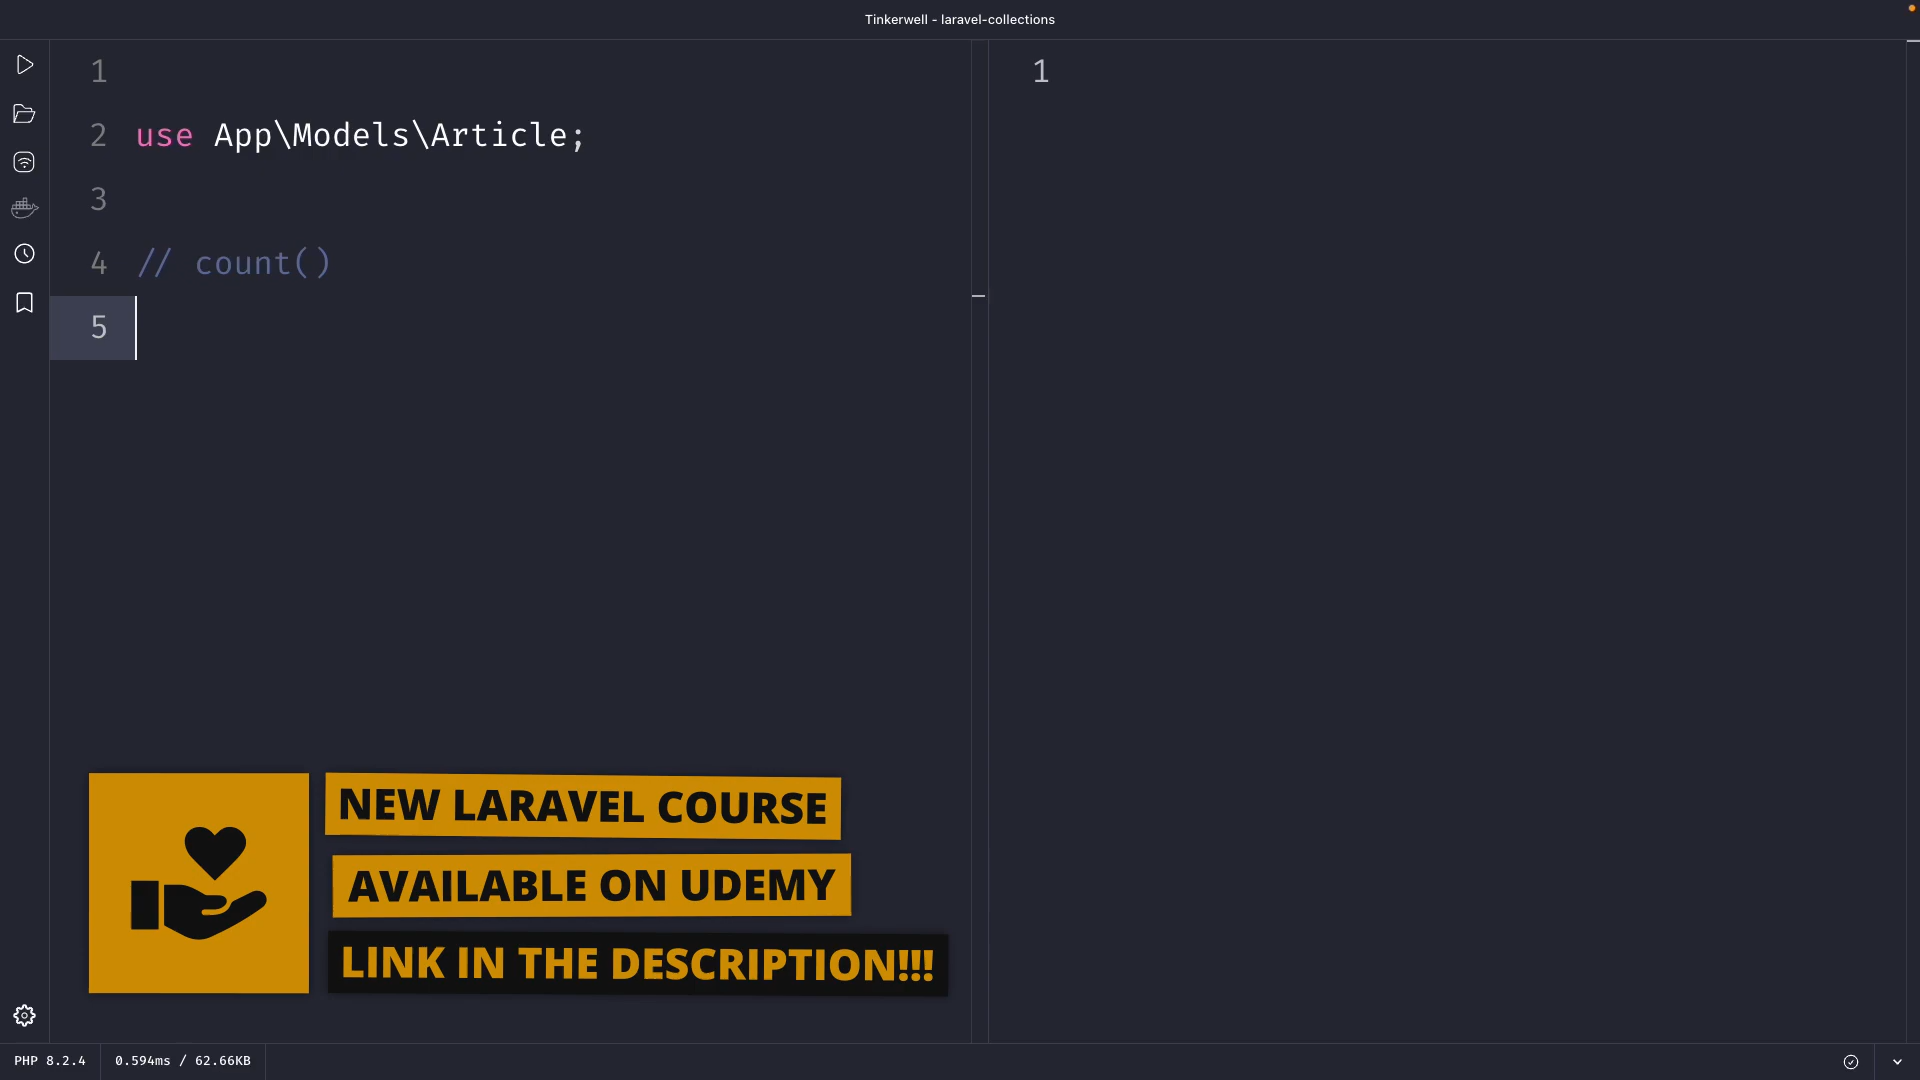 Tinkerwell - laravel-collections
1
2 use App\Models\Article;
3
4 // count()
5
1
NEW LARAVEL COURSE
AVAILABLE ON UDEMY
LINK IN THE DESCRIPTION!!!
PHP 8.2.4 0.594ms / 62.66KB